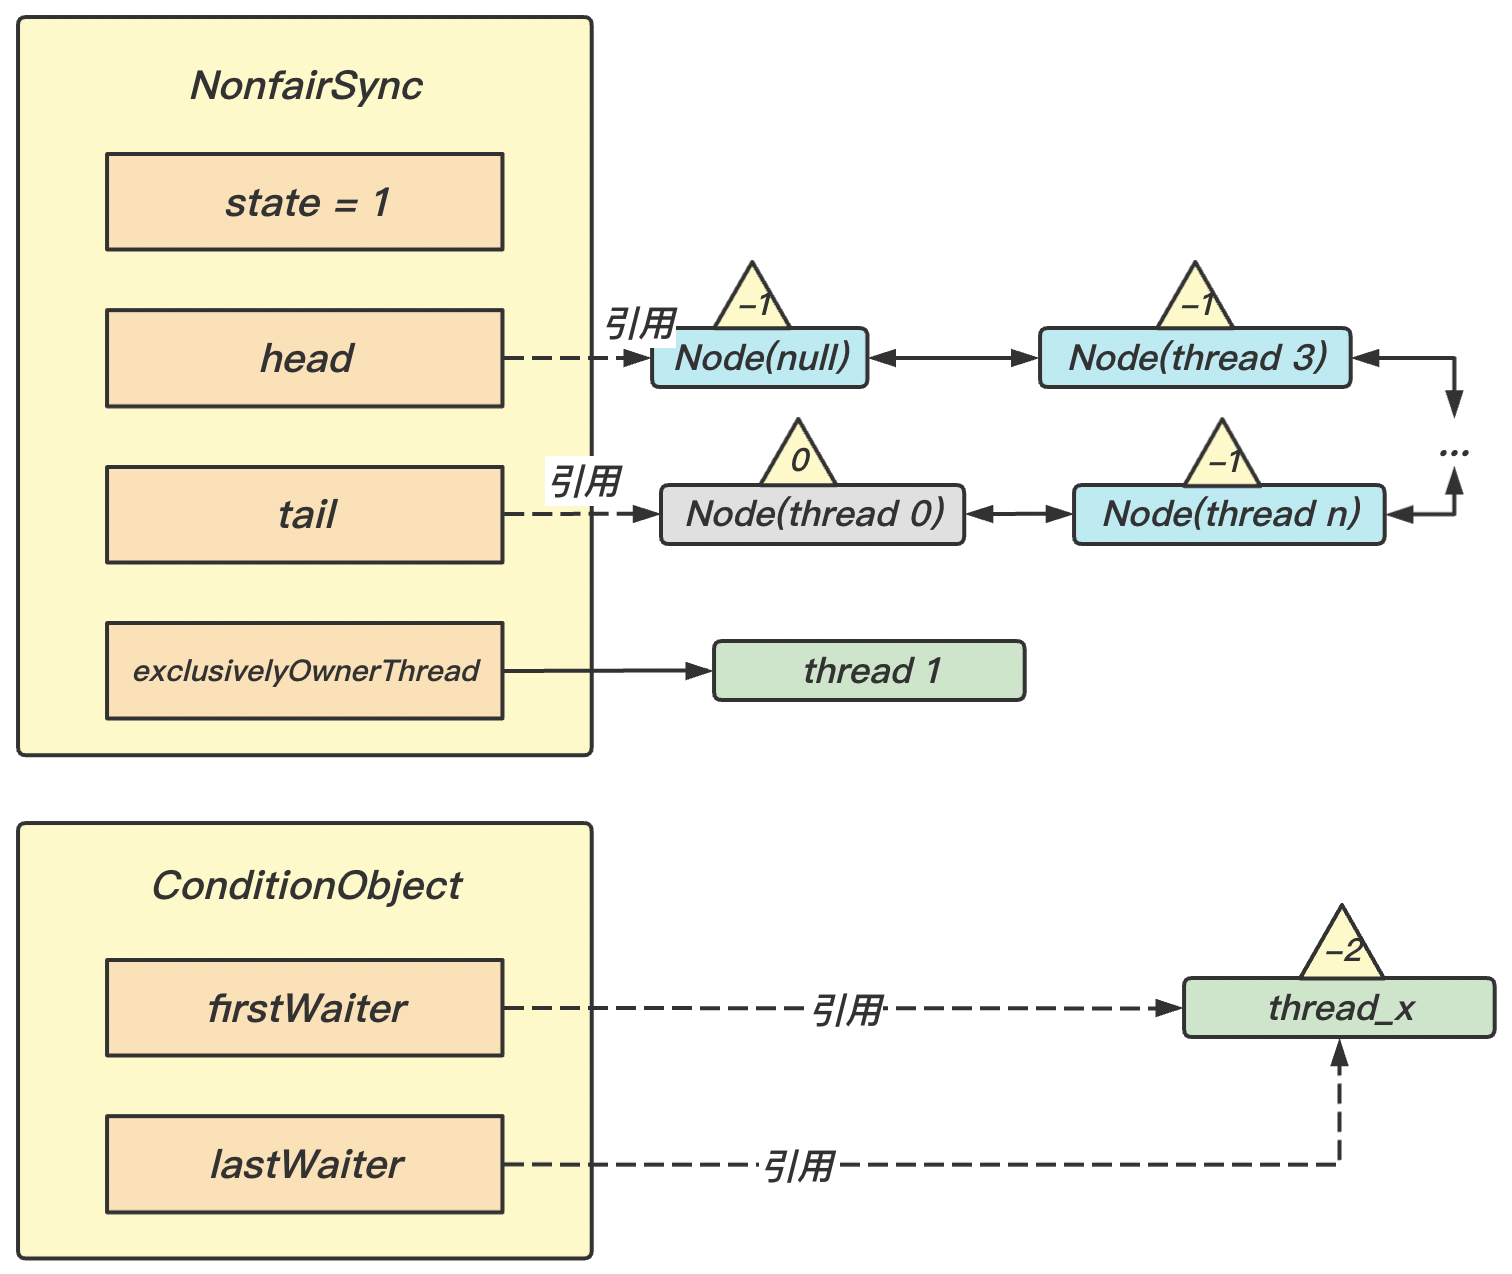 NonfairSync
state = 1
head
引用
-1
Node(null)
-1
Node(thread 3)
...
tail
引用
0
Node(thread 0)
-1
Node(thread n)
exclusivelyOwnerThread
thread 1
ConditionObject
firstWaiter
引用
-2
thread_x
lastWaiter
引用